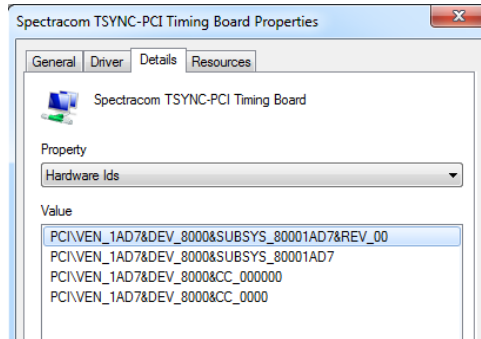 Spectracom TSYNC-PCI Timing Board Properties
General Driver Details Resources
Spectracom TSYNC-PCI Timing Board
Property
Hardware Ids
Value
PCI\VEN_1AD7&DEV_8000&SUBSYS_80001AD7&REV_00
PCI\VEN_1AD7&DEV_8000&SUBSYS_80001AD7
PCI\VEN_1AD7&DEV_8000&CC_000000
PCI\VEN_1AD7&DEV_8000&CC_0000